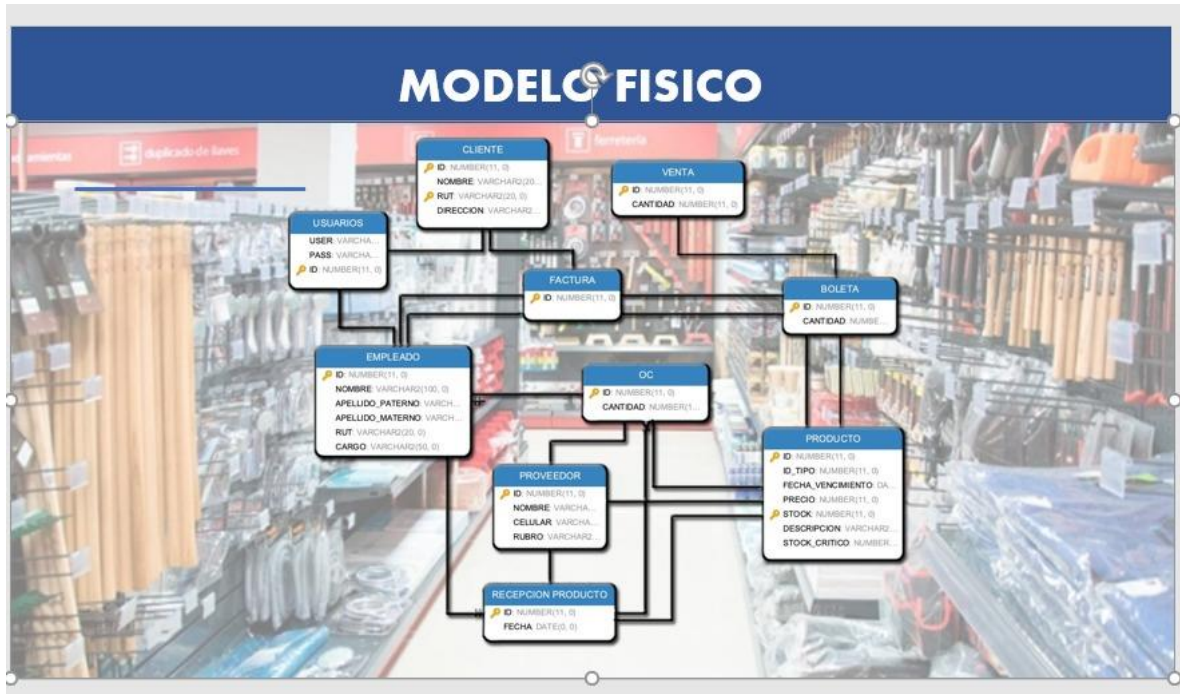 MODELO FISICO
duplicado de llaves
ferretería
CLIENTE
ID: NUMBER(11, 0)
NOMBRE: VARCHAR2(20...
RUT: VARCHAR2(20, 0)
DIRECCION: VARCHAR2...
VENTA
ID: NUMBER(11, 0)
CANTIDAD: NUMBER(11, 0)
USUARIOS
USER: VARCHA...
PASS: VARCHA...
ID: NUMBER(11, 0)
FACTURA
ID: NUMBER(11, 0)
BOLETA
ID: NUMBER(11, 0)
CANTIDAD: NUMBE...
EMPLEADO
ID: NUMBER(11, 0)
NOMBRE: VARCHAR2(100, 0)
APELLIDO_PATERNO: VARCH...
APELLIDO_MATERNO: VARCH...
RUT: VARCHAR2(20, 0)
CARGO: VARCHAR2(50, 0)
OC
ID: NUMBER(11, 0)
CANTIDAD: NUMBER(1...
PRODUCTO
ID: NUMBER(11, 0)
ID_TIPO: NUMBER(11, 0)
FECHA_VENCIMIENTO: DA...
PRECIO: NUMBER(11, 0)
STOCK: NUMBER(11, 0)
DESCRIPCION: VARCHAR2...
STOCK_CRITICO: NUMBER...
PROVEEDOR
ID: NUMBER(11, 0)
NOMBRE: VARCHA...
CELULAR: VARCHA...
RUBRO: VARCHAR2...
RECEPCION PRODUCTO
ID: NUMBER(11, 0)
FECHA: DATE(0, 0)